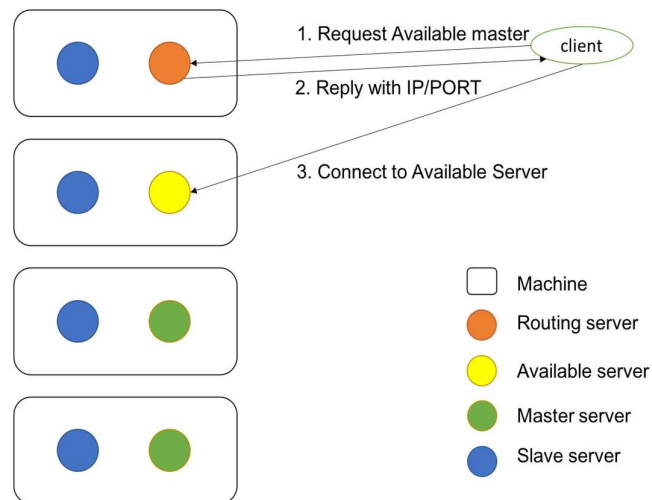 1. Request Available master
client
2. Reply with IP/PORT
3. Connect to Available Server
Machine
Routing server
Available server
Master server
Slave server